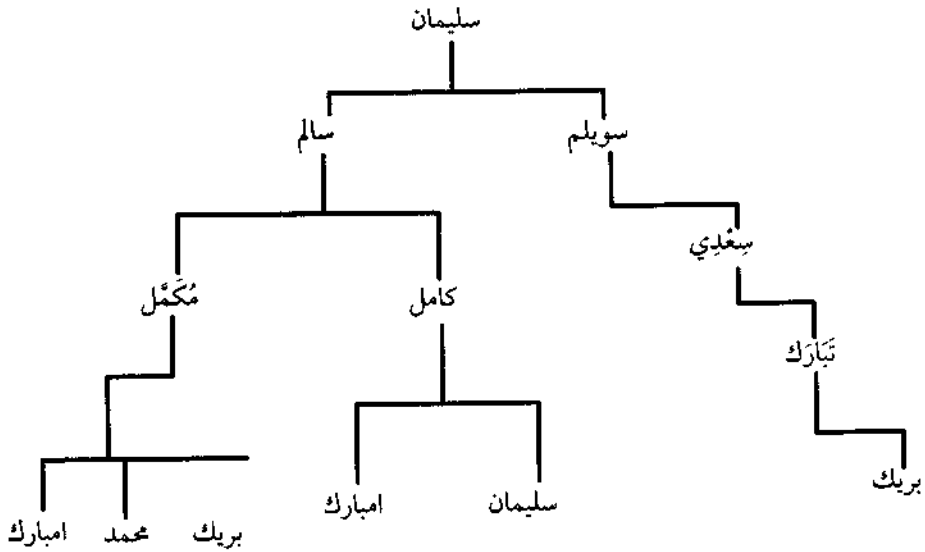 سليمان
سويلم سالم
سِعْدِي
كامل مُكَمَّل
تَبَارَك
بريك
سليمان امبارك
بريك محمد امبارك